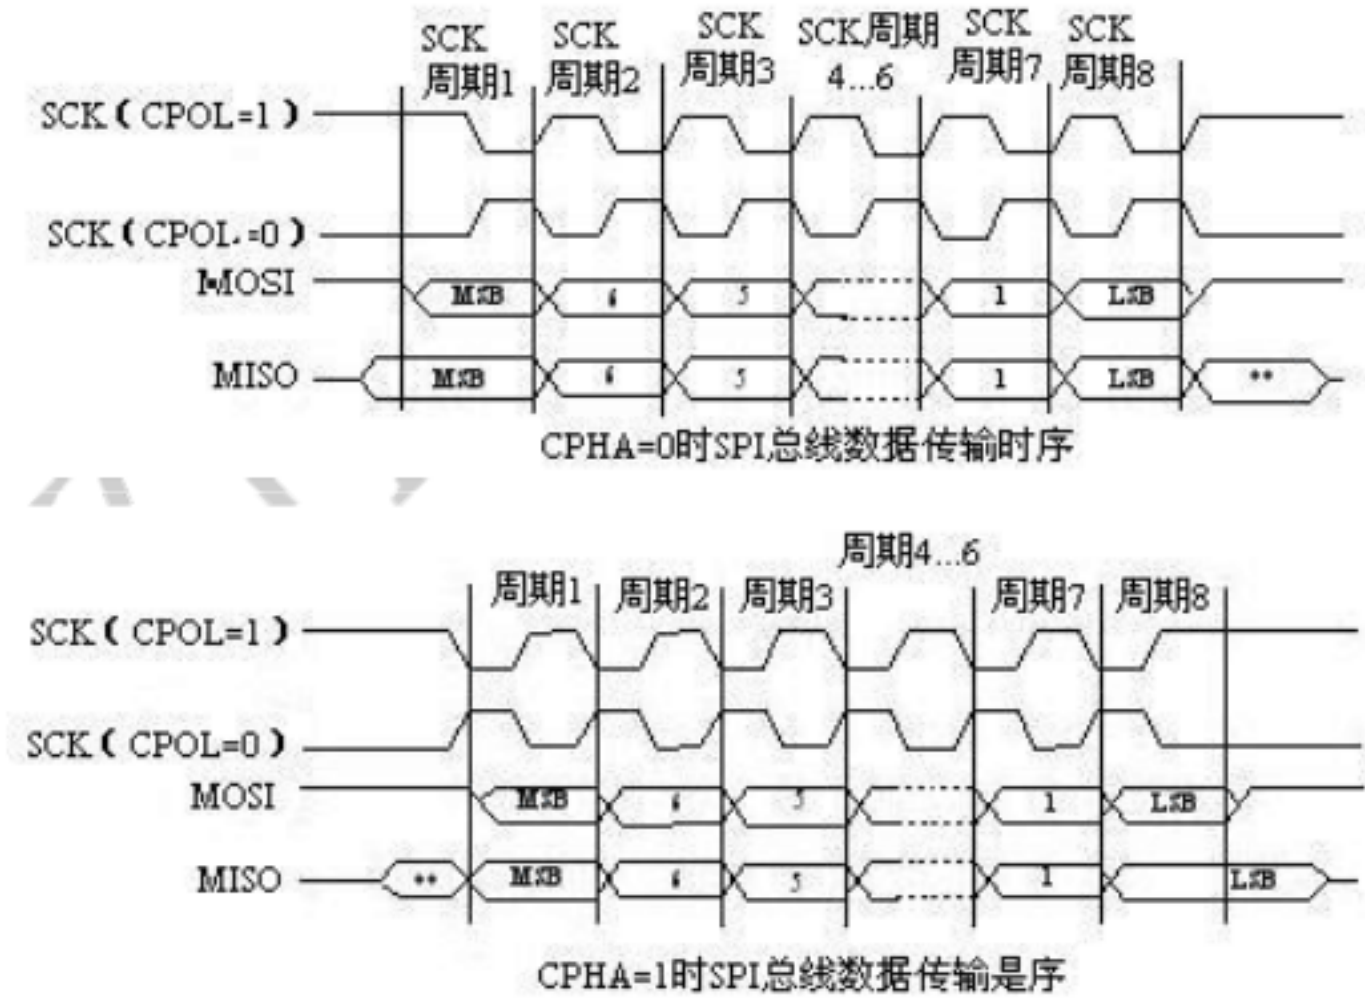 SCK 周期1
SCK 周期2
SCK 周期3
SCK周期 4...6
SCK 周期7
SCK 周期8
SCK(CPOL=1)
SCK(CPOL=0)
MOSI MSB 6 5 1 LSB
MISO MSB 6 5 1 LSB **
CPHA=0时SPI总线数据传输时序
周期4...6
周期1 周期2 周期3 周期7 周期8
SCK(CPOL=1)
SCK(CPOL=0)
MOSI MSB 6 5 1 LSB
MISO ** MSB 6 5 1 LSB
CPHA=1时SPI总线数据传输是序